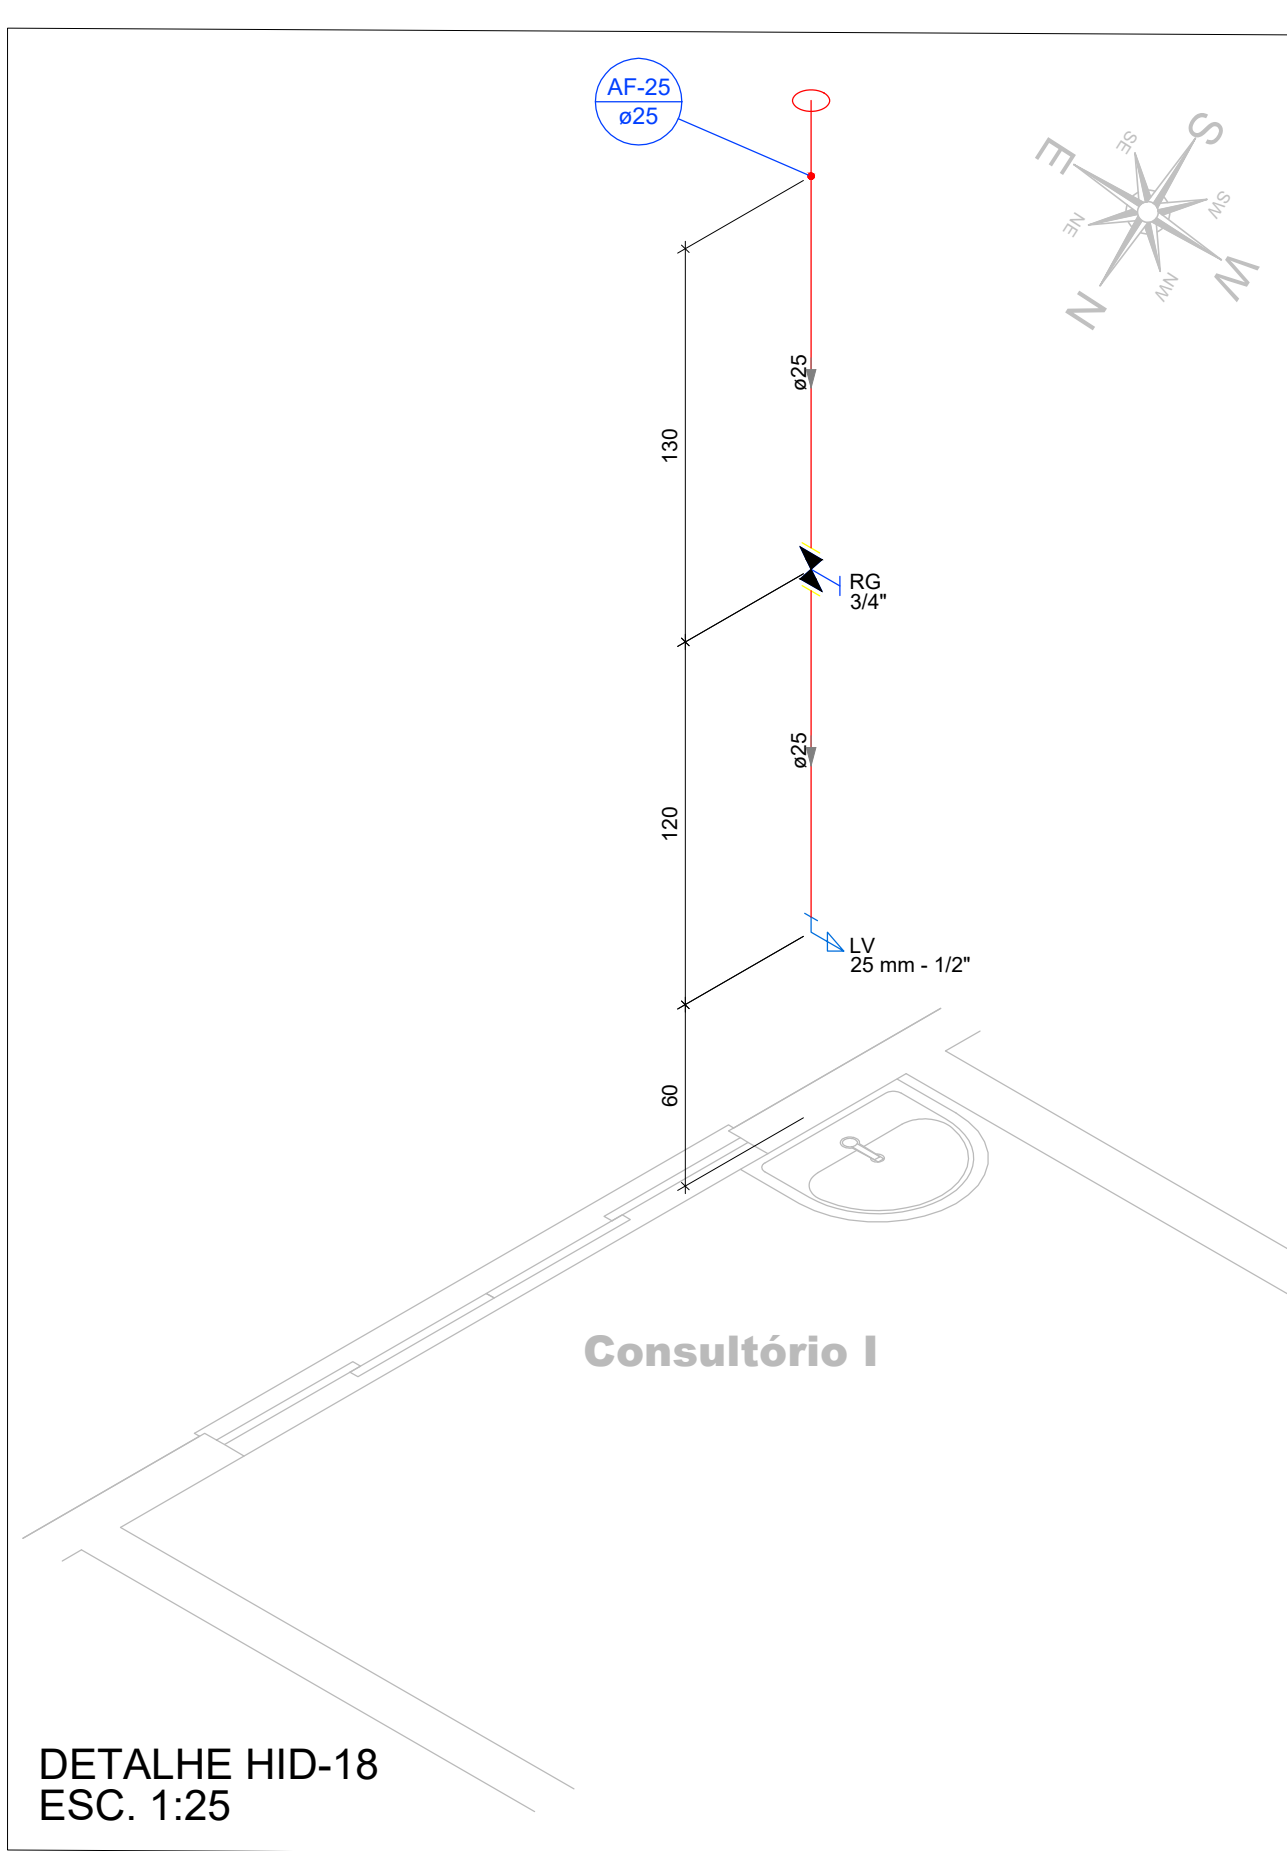 AF-25
ø25
S
SE
E
SW
NE
W
NW
N
ø25
130
RG
3/4"
ø25
120
LV
25 mm - 1/2"
60
Consultório I
DETALHE HID-18
ESC. 1:25